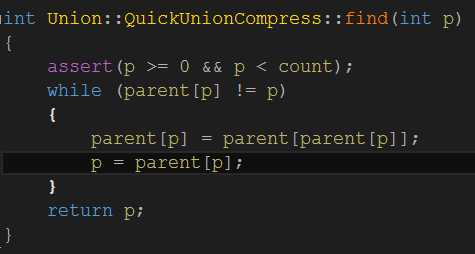 int Union::QuickUnionCompress::find(int p)
{
    assert(p >= 0 && p < count);
    while (parent[p] != p)
    {
        parent[p] = parent[parent[p]];
        p = parent[p];
    }
    return p;
}